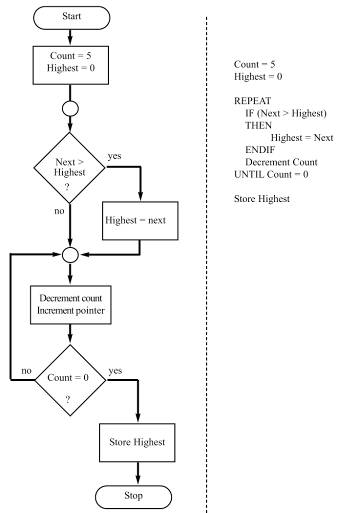 Start
Count = 5
Highest = 0
Next >
Highest
?
yes
no
Highest = next
Decrement count
Increment pointer
no
Count = 0
?
yes
Store Highest
Stop
Count = 5
Highest = 0
REPEAT
IF (Next > Highest)
THEN
Highest = Next
ENDIF
Decrement Count
UNTIL Count = 0
Store Highest